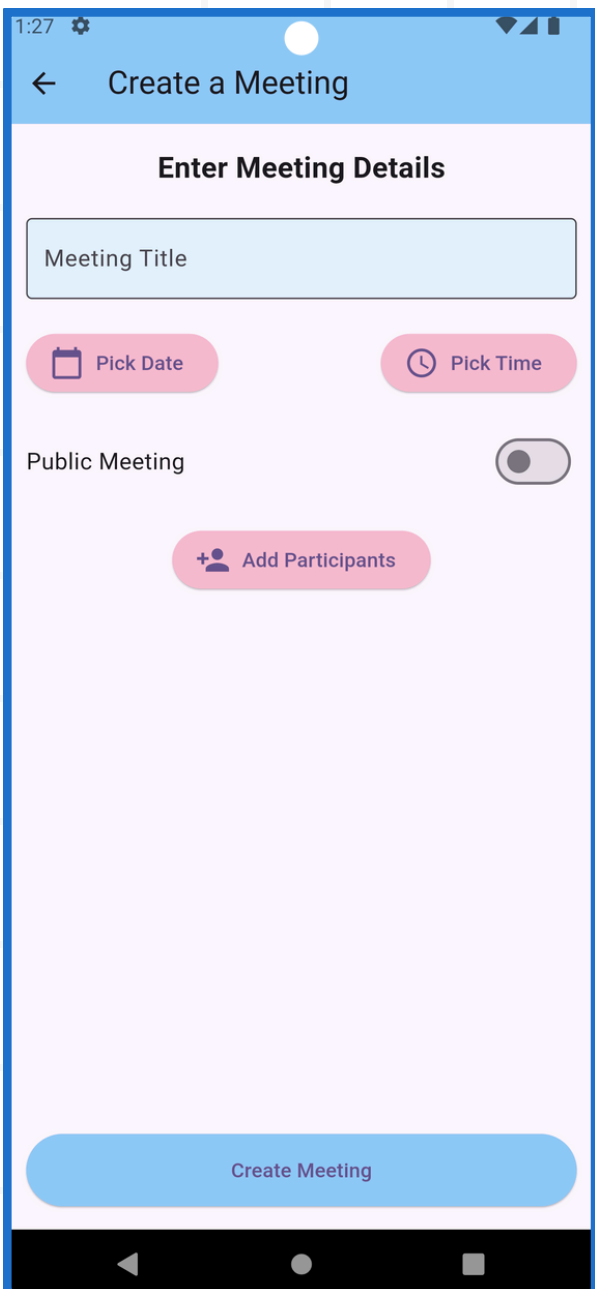 1:27
Create a Meeting
Enter Meeting Details
Meeting Title
Pick Date
Pick Time
Public Meeting
Add Participants
Create Meeting